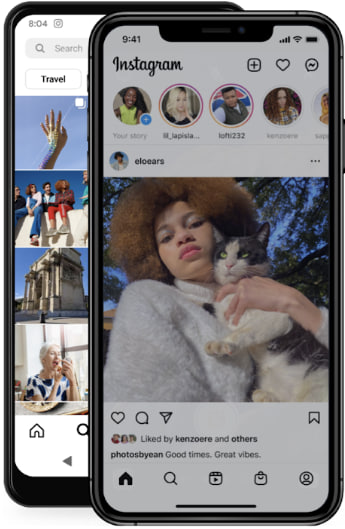 8:04
Search
Travel
9:41
Instagram
Your story
lil_lapisla...
lofti232
kenzoere
eloears
Liked by kenzoere and others
photosbyean Good times. Great vibes.